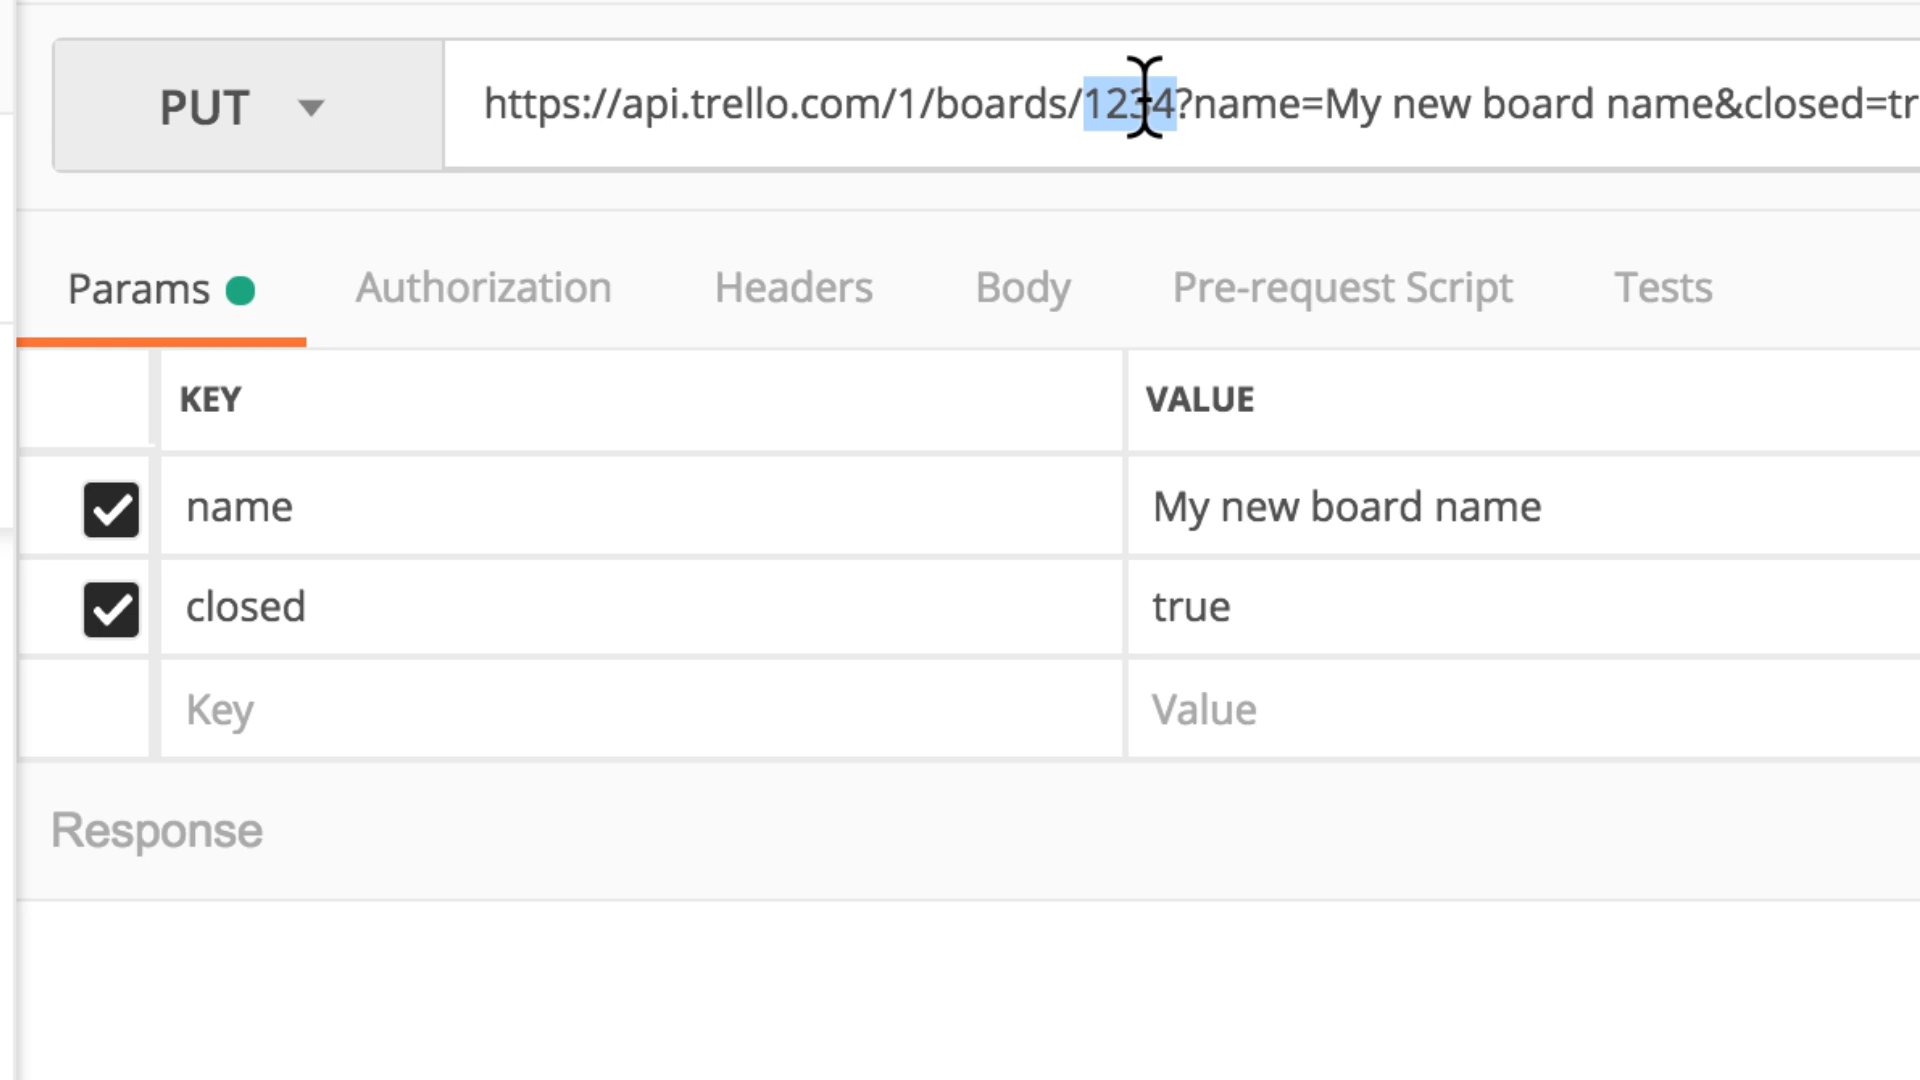 PUT https://api.trello.com/1/boards/1234?name=My new board name&closed=tr
Params Authorization Headers Body Pre-request Script Tests
KEY VALUE
name My new board name
closed true
Key Value
Response